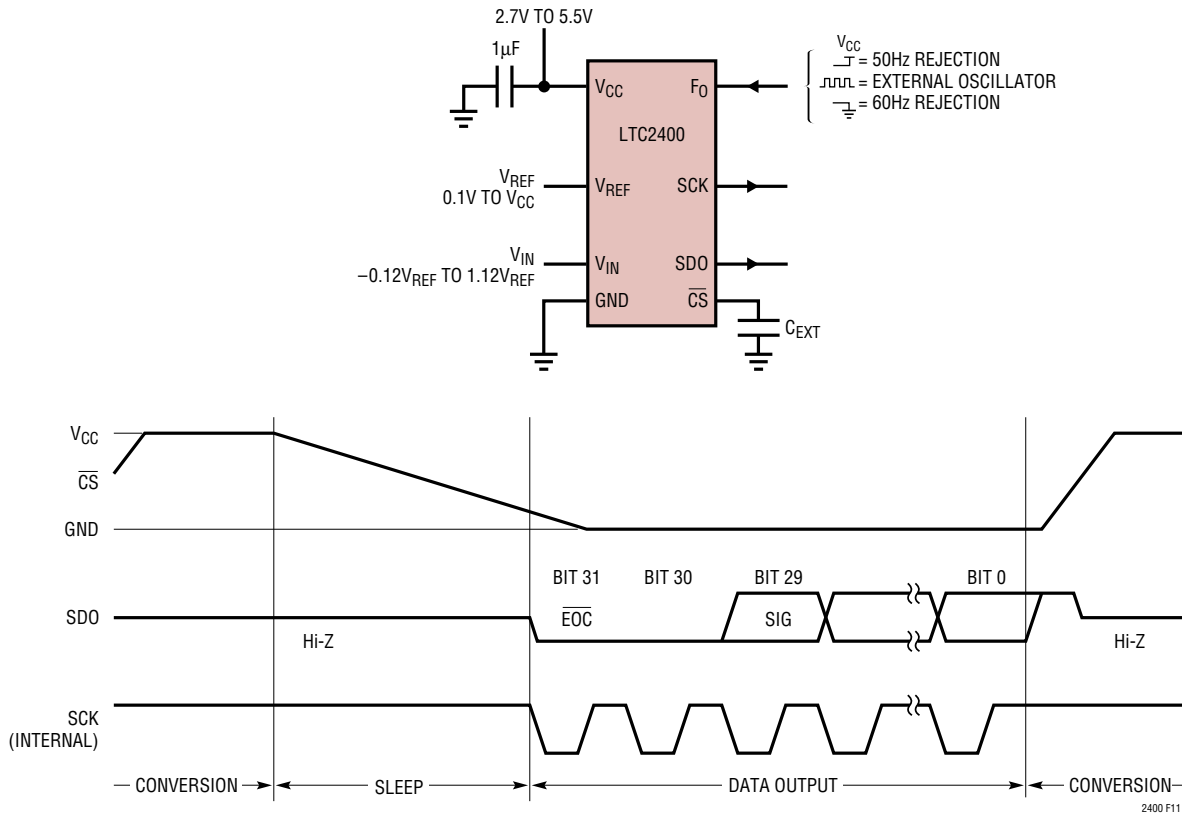 2.7V TO 5.5V
1µF
VCC
FO
LTC2400
VCC
= 50Hz REJECTION
= EXTERNAL OSCILLATOR
= 60Hz REJECTION
VREF
0.1V TO VCC
VREF
SCK
VIN
–0.12VREF TO 1.12VREF
VIN
SDO
GND
CS
CEXT
VCC
CS
GND
BIT 31
BIT 30
BIT 29
BIT 0
SDO
EOC
SIG
Hi-Z
Hi-Z
SCK
(INTERNAL)
CONVERSION
SLEEP
DATA OUTPUT
CONVERSION
2400 F11